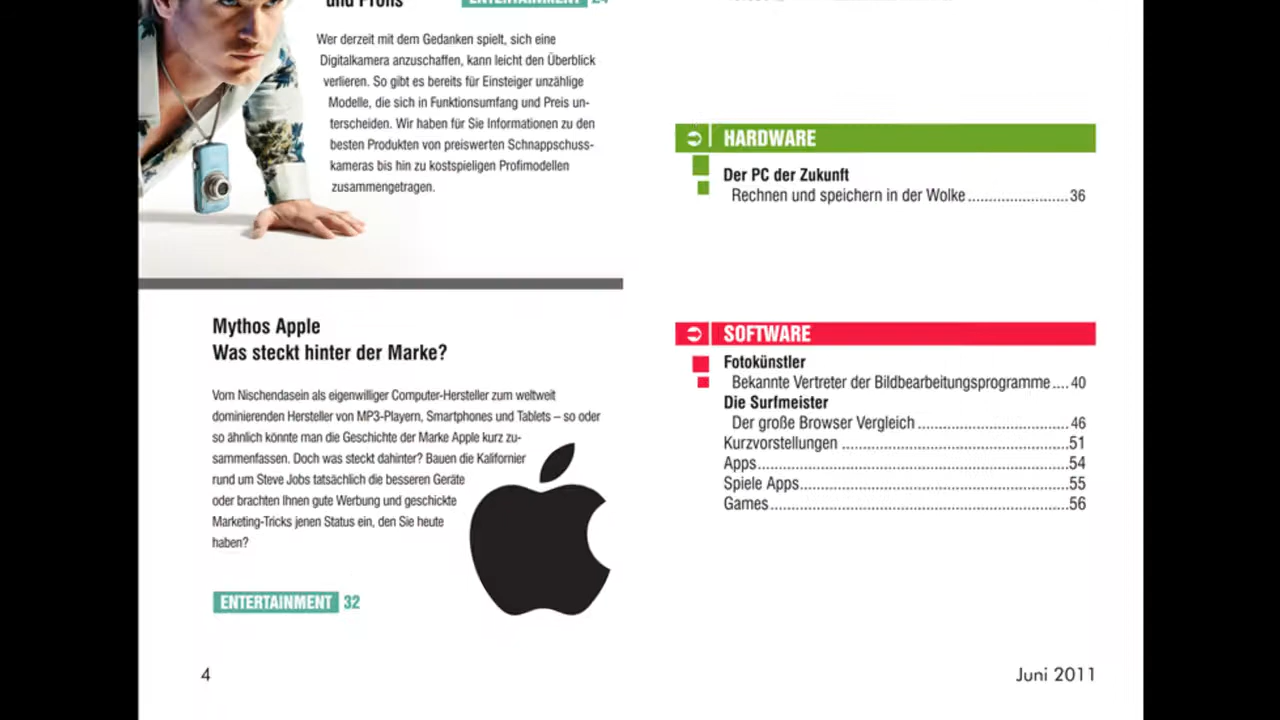 und Profis
ENTERTAINMENT 24
Wer derzeit mit dem Gedanken spielt, sich eine
Digitalkamera anzuschaffen, kann leicht den Überblick
verlieren. So gibt es bereits für Einsteiger unzählige
Modelle, die sich in Funktionsumfang und Preis un-
terscheiden. Wir haben für Sie Informationen zu den
besten Produkten von preiswerten Schnappschuss-
kameras bis hin zu kostspieligen Profimodellen
zusammengetragen.
Mythos Apple
Was steckt hinter der Marke?
Vom Nischendasein als eigenwilliger Computer-Hersteller zum weltweit
dominierenden Hersteller von MP3-Playern, Smartphones und Tablets – so oder
so ähnlich könnte man die Geschichte der Marke Apple kurz zu-
sammenfassen. Doch was steckt dahinter? Bauen die Kalifornier
rund um Steve Jobs tatsächlich die besseren Geräte
oder brachten Ihnen gute Werbung und geschickte
Marketing-Tricks jenen Status ein, den Sie heute
haben?
ENTERTAINMENT 32
4
HARDWARE
Der PC der Zukunft
Rechnen und speichern in der Wolke ........................ 36
SOFTWARE
Fotokünstler
Bekannte Vertreter der Bildbearbeitungsprogramme .... 40
Die Surfmeister
Der große Browser Vergleich .................................... 46
Kurzvorstellungen ...................................................... 51
Apps .......................................................................... 54
Spiele Apps ................................................................ 55
Games ....................................................................... 56
Juni 2011